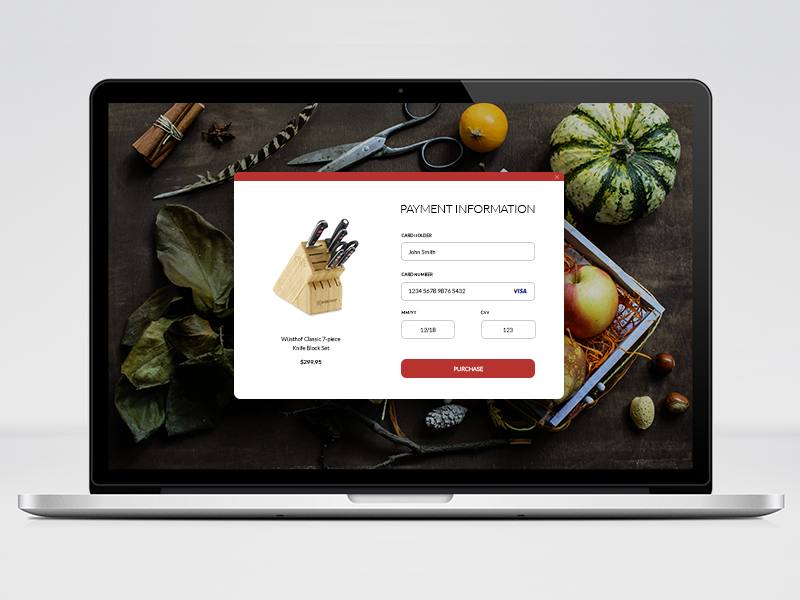 PAYMENT INFORMATION
CARD HOLDER
John Smith
CARD NUMBER
1234 5678 9876 5432
VISA
MM/YY
CVV
12/18
123
Wüsthof Classic 7-piece
Knife Block Set
$299.95
PURCHASE